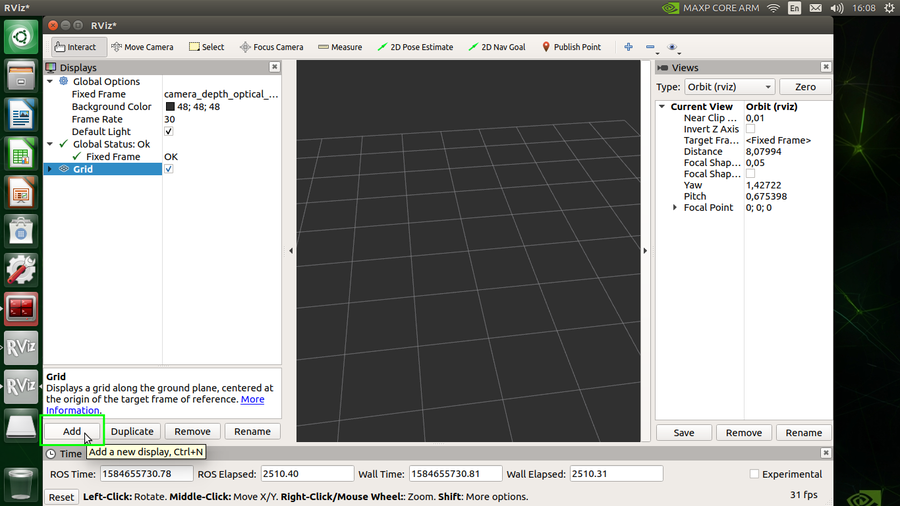 RViz*
MAXP CORE ARM
En
16:08
RViz*
Interact Move Camera Select Focus Camera Measure 2D Pose Estimate 2D Nav Goal Publish Point
Displays
Global Options
Fixed Frame camera_depth_optical_...
Background Color 48; 48; 48
Frame Rate 30
Default Light
Global Status: Ok
Fixed Frame OK
Grid
Grid
Displays a grid along the ground plane, centered at
the origin of the target frame of reference. More
Information.
Add Duplicate Remove Rename
Add a new display, Ctrl+N
Views
Type: Orbit (rviz) Zero
Current View Orbit (rviz)
Near Clip ... 0,01
Invert Z Axis
Target Fra... <Fixed Frame>
Distance 8,07994
Focal Shap... 0,05
Focal Shap...
Yaw 1,42722
Pitch 0,675398
Focal Point 0; 0; 0
Save Remove Rename
RViz
RViz
Time
ROS Time: 1584655730.78 ROS Elapsed: 2510.40 Wall Time: 1584655730.81 Wall Elapsed: 2510.31 Experimental
Reset Left-Click: Rotate. Middle-Click: Move X/Y. Right-Click/Mouse Wheel:: Zoom. Shift: More options. 31 fps